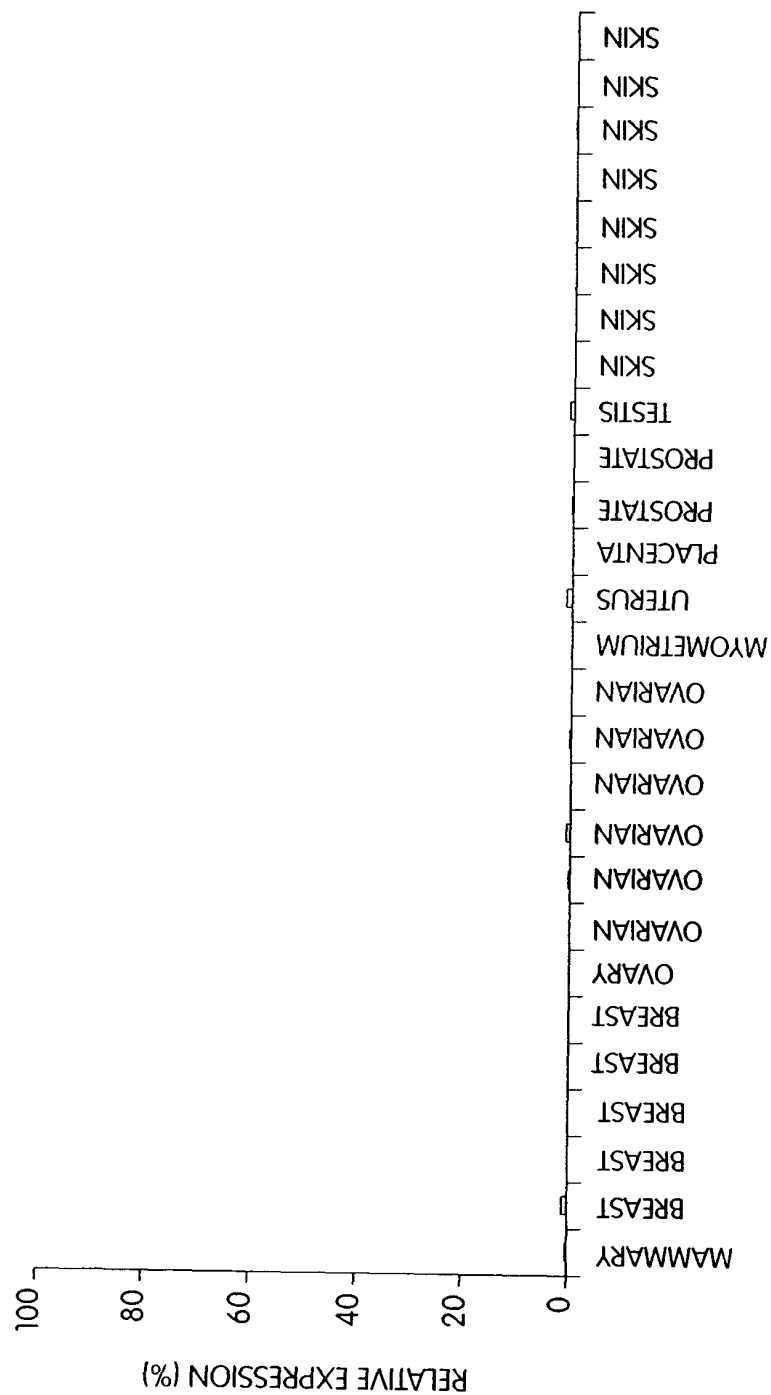 RELATIVE EXPRESSION (%)
100
80
60
40
20
0
MAMMARY
BREAST
BREAST
BREAST
BREAST
BREAST
OVARY
OVARIAN
OVARIAN
OVARIAN
OVARIAN
OVARIAN
OVARIAN
MYOMETRIUM
UTERUS
PLACENTA
PROSTATE
PROSTATE
TESTIS
SKIN
SKIN
SKIN
SKIN
SKIN
SKIN
SKIN
SKIN